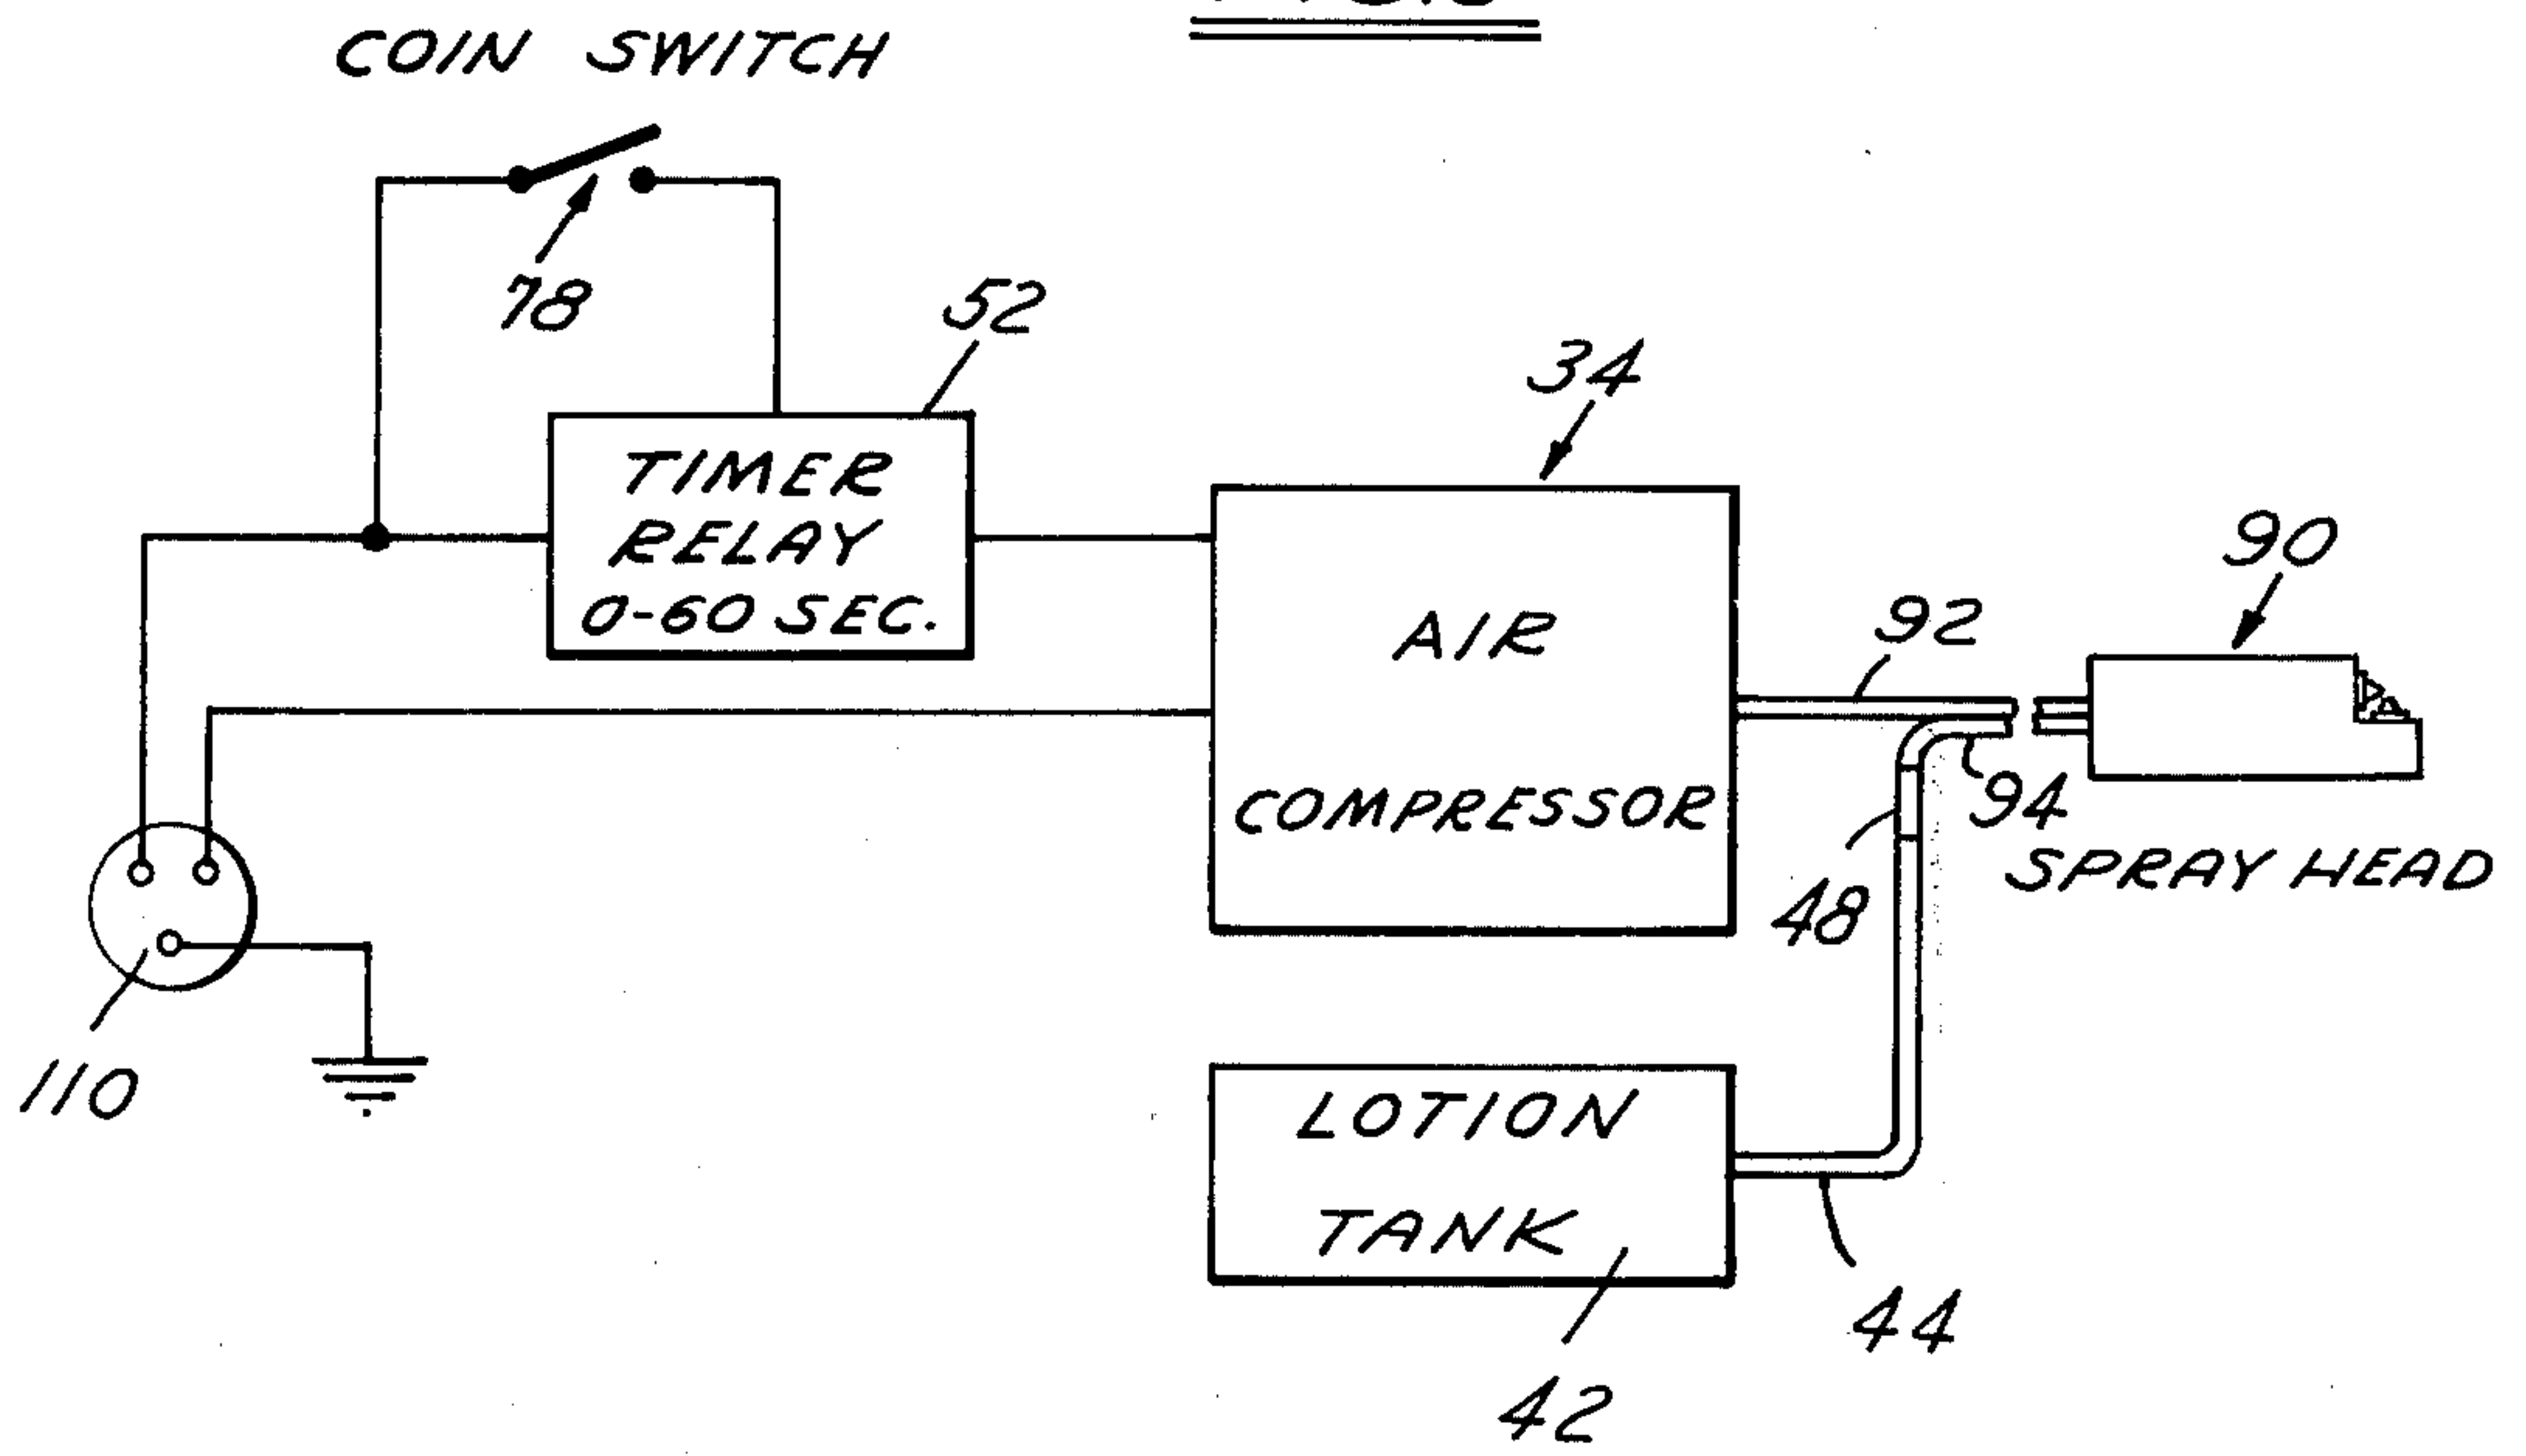 COIN SWITCH
78
52
TIMER
RELAY
0-60 SEC.
34
AIR
COMPRESSOR
90
92
94
48
SPRAY HEAD
110
LOTION
TANK
44
42